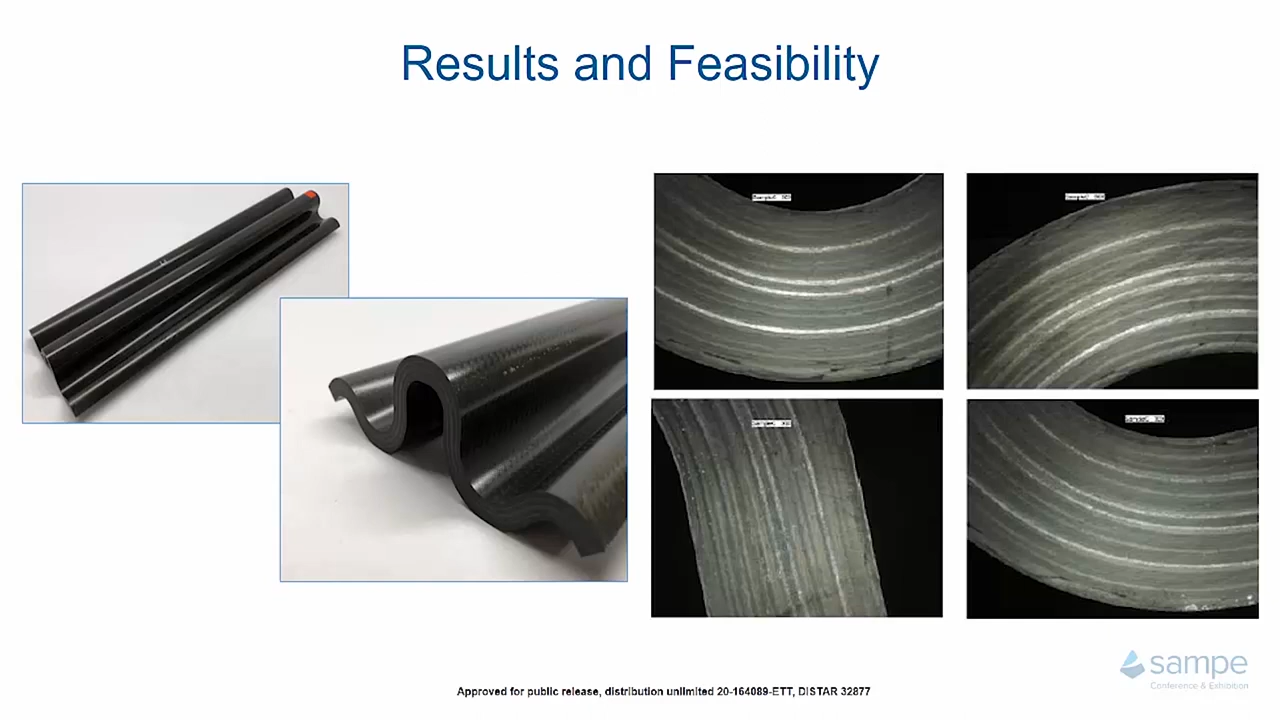 Results and Feasibility
sampe
Conference & Exhibition
Approved for public release, distribution unlimited 20-164089-ETT, DISTAR 32877